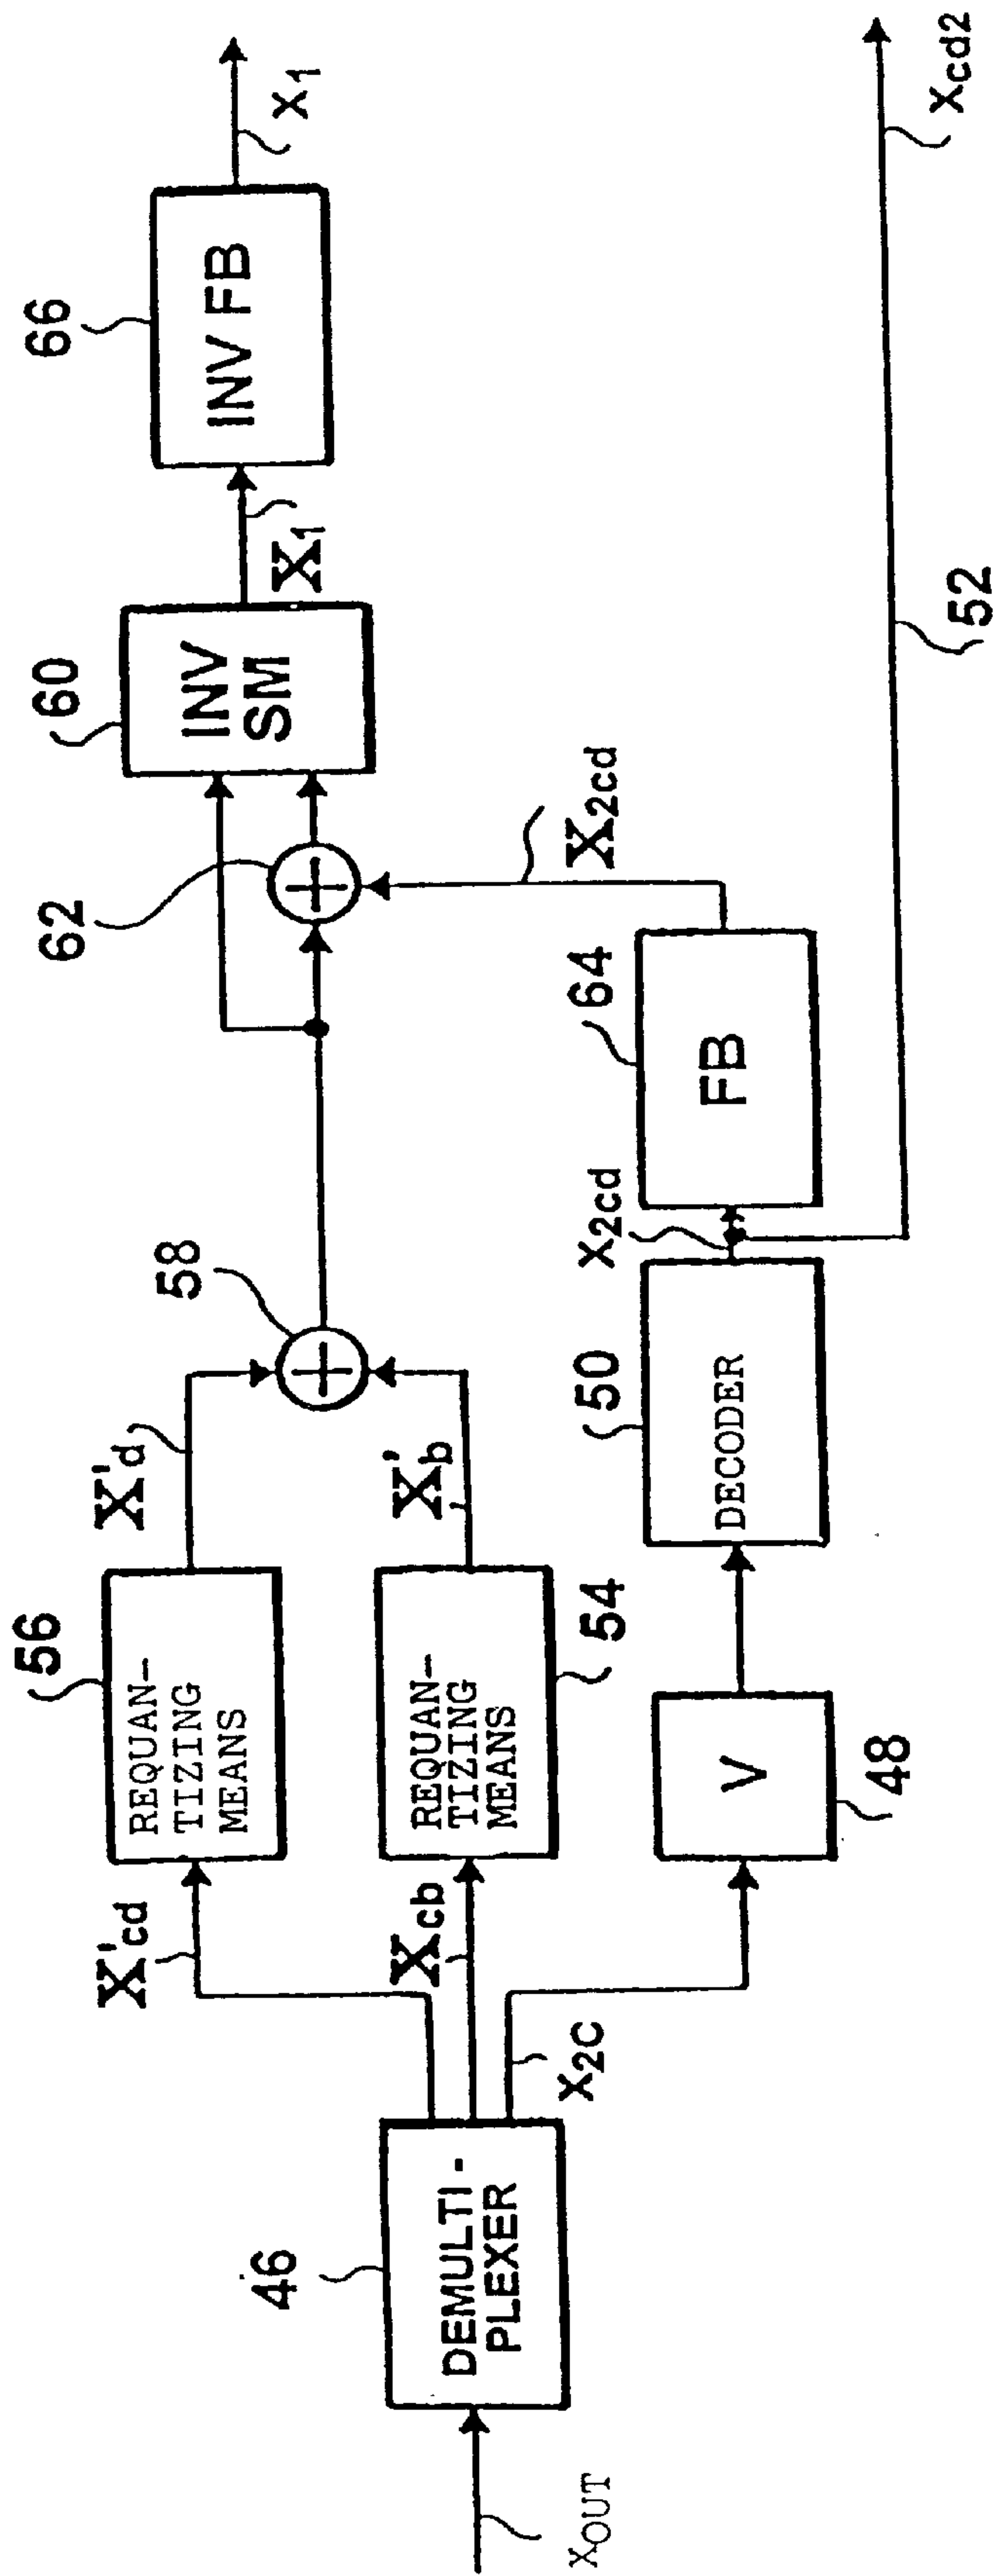 X_OUT
46
DEMULTI-
PLEXER
X'cd
Xcb
x2C
56
REQUAN-
TIZING
MEANS
REQUAN-
TIZING
MEANS
54
V
48
X'd
X'b
58
50
DECODER
x2cd
64
FB
62
X2cd
60
INV
SM
X1
66
INV FB
x1
52
xcd2